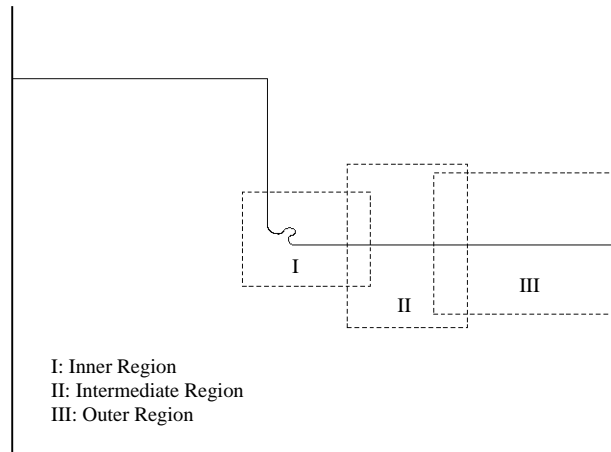 I
II
III
I: Inner Region
II: Intermediate Region
III: Outer Region